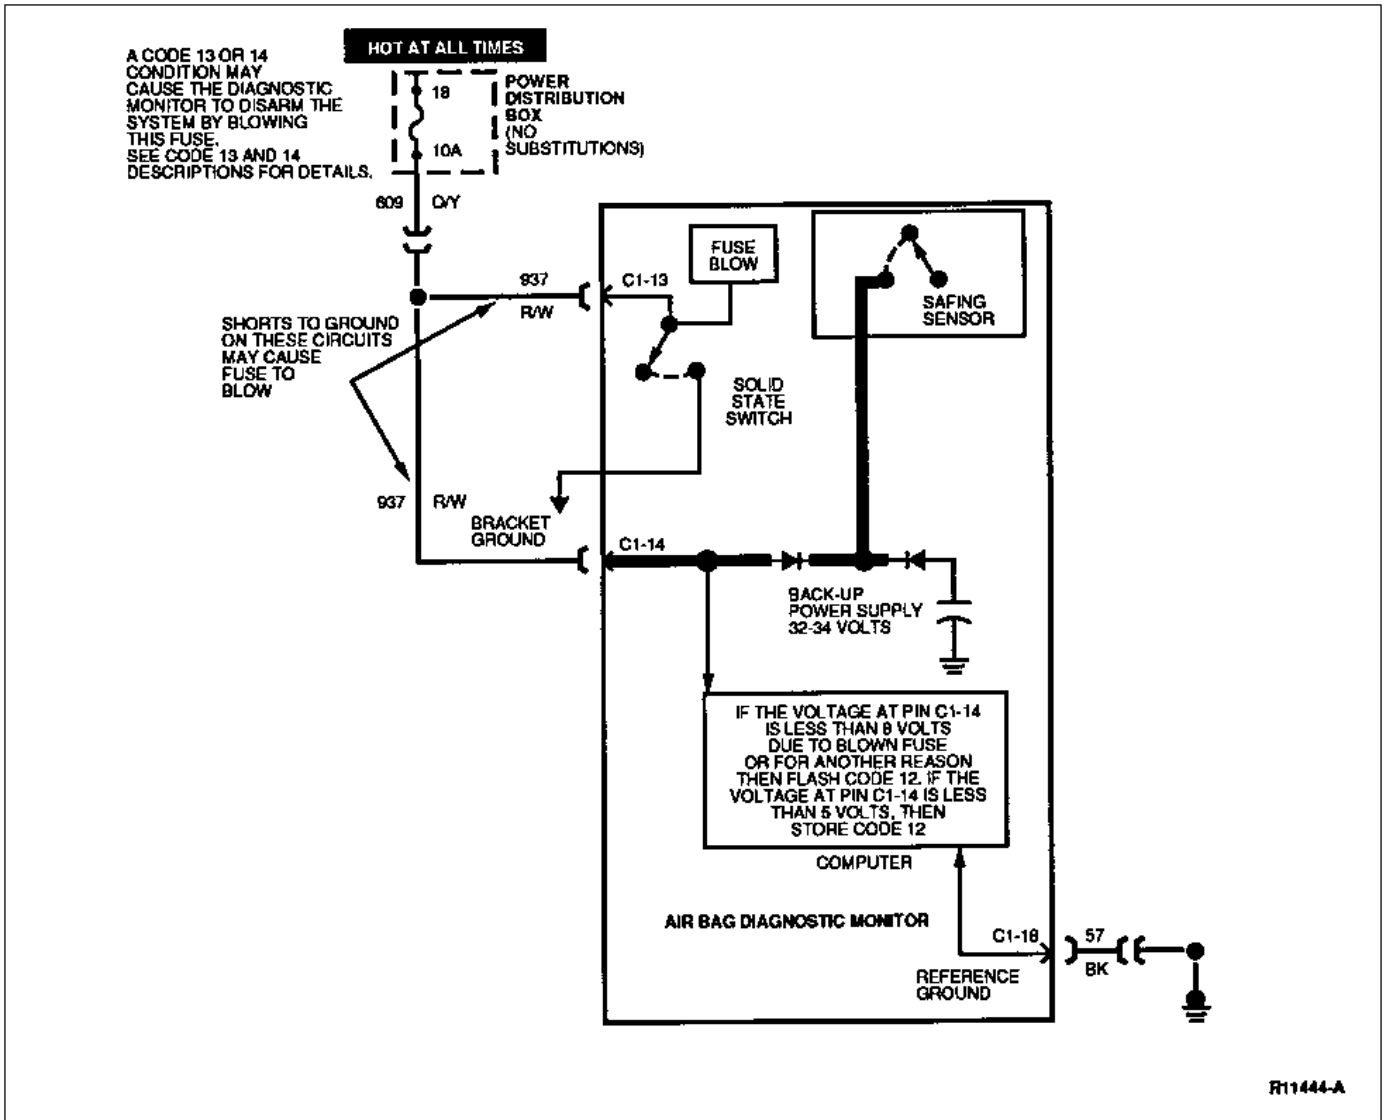 HOT AT ALL TIMES
A CODE 13 OR 14
CONDITION MAY
CAUSE THE DIAGNOSTIC
MONITOR TO DISARM THE
SYSTEM BY BLOWING
THIS FUSE.
SEE CODE 13 AND 14
DESCRIPTIONS FOR DETAILS.
18
10A
POWER
DISTRIBUTION
BOX
(NO
SUBSTITUTIONS)
609 O/Y
937
R/W
C1-13
FUSE
BLOW
SAFING
SENSOR
SHORTS TO GROUND
ON THESE CIRCUITS
MAY CAUSE
FUSE TO
BLOW
SOLID
STATE
SWITCH
937 R/W
BRACKET
GROUND
C1-14
BACK-UP
POWER SUPPLY
32-34 VOLTS
IF THE VOLTAGE AT PIN C1-14
IS LESS THAN 8 VOLTS
DUE TO BLOWN FUSE
OR FOR ANOTHER REASON
THEN FLASH CODE 12. IF THE
VOLTAGE AT PIN C1-14 IS LESS
THAN 5 VOLTS, THEN
STORE CODE 12
COMPUTER
AIR BAG DIAGNOSTIC MONITOR
C1-18
57
BK
REFERENCE
GROUND
R11444-A